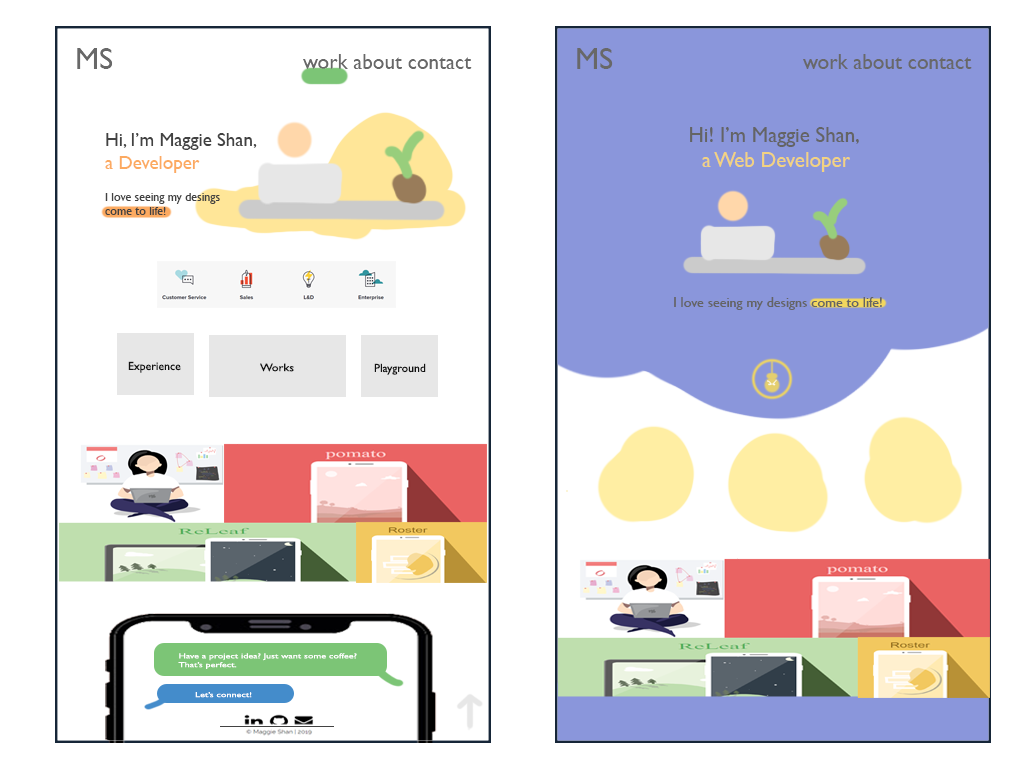 MS
work about contact
Hi, I'm Maggie Shan,
a Developer
I love seeing my desings
come to life!
Customer Service
Sales
L&D
Enterprise
Experience
Works
Playground
pomato
ReLeaf
Roster
Have a project idea? Just want some coffee?
That's perfect.
Let's connect!
in
© Maggie Shan | 2019
MS
work about contact
Hi! I'm Maggie Shan,
a Web Developer
I love seeing my designs come to life!
pomato
ReLeaf
Roster